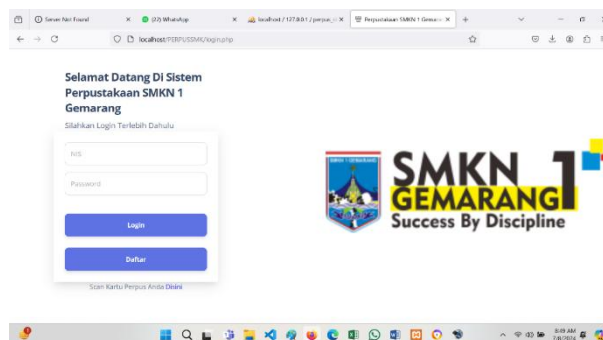 Server Not Found
(22) WhatsApp
localhost / 127.0.0.1 / perpus_
Perpustakaan SMKN 1 Gemara
localhost/PERPUSSMK/login.php
Selamat Datang Di Sistem
Perpustakaan SMKN 1
Gemarang
Silahkan Login Terlebih Dahulu
NIS
Password
Login
Daftar
Scan Kartu Perpus Anda Disini
SMKN 1
GEMARANG
Success By Discipline
8:49 AM